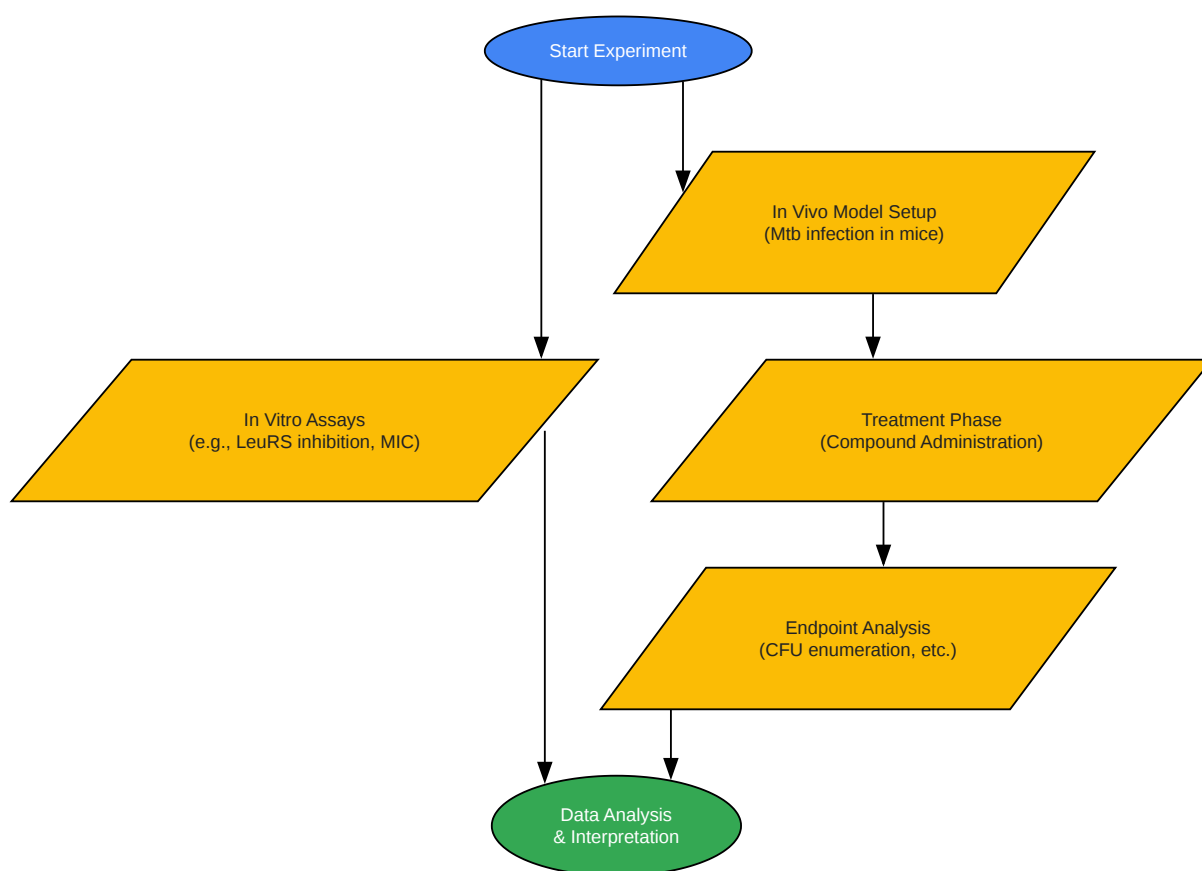 Start Experiment
In Vivo Model Setup
(Mtb infection in mice)
In Vitro Assays
(e.g., LeuRS inhibition, MIC)
Treatment Phase
(Compound Administration)
Endpoint Analysis
(CFU enumeration, etc.)
Data Analysis
& Interpretation